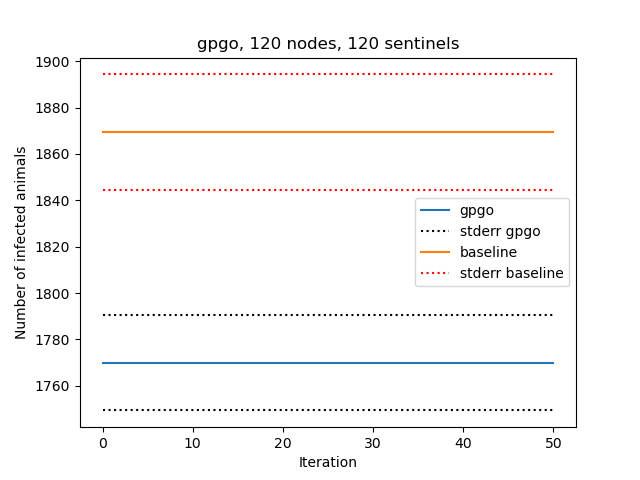 gpgo, 120 nodes, 120 sentinels
1900
1880
1860
1840
1820
1800
1780
1760
Number of infected animals
gpgo
stderr gpgo
baseline
stderr baseline
0 10 20 30 40 50
Iteration